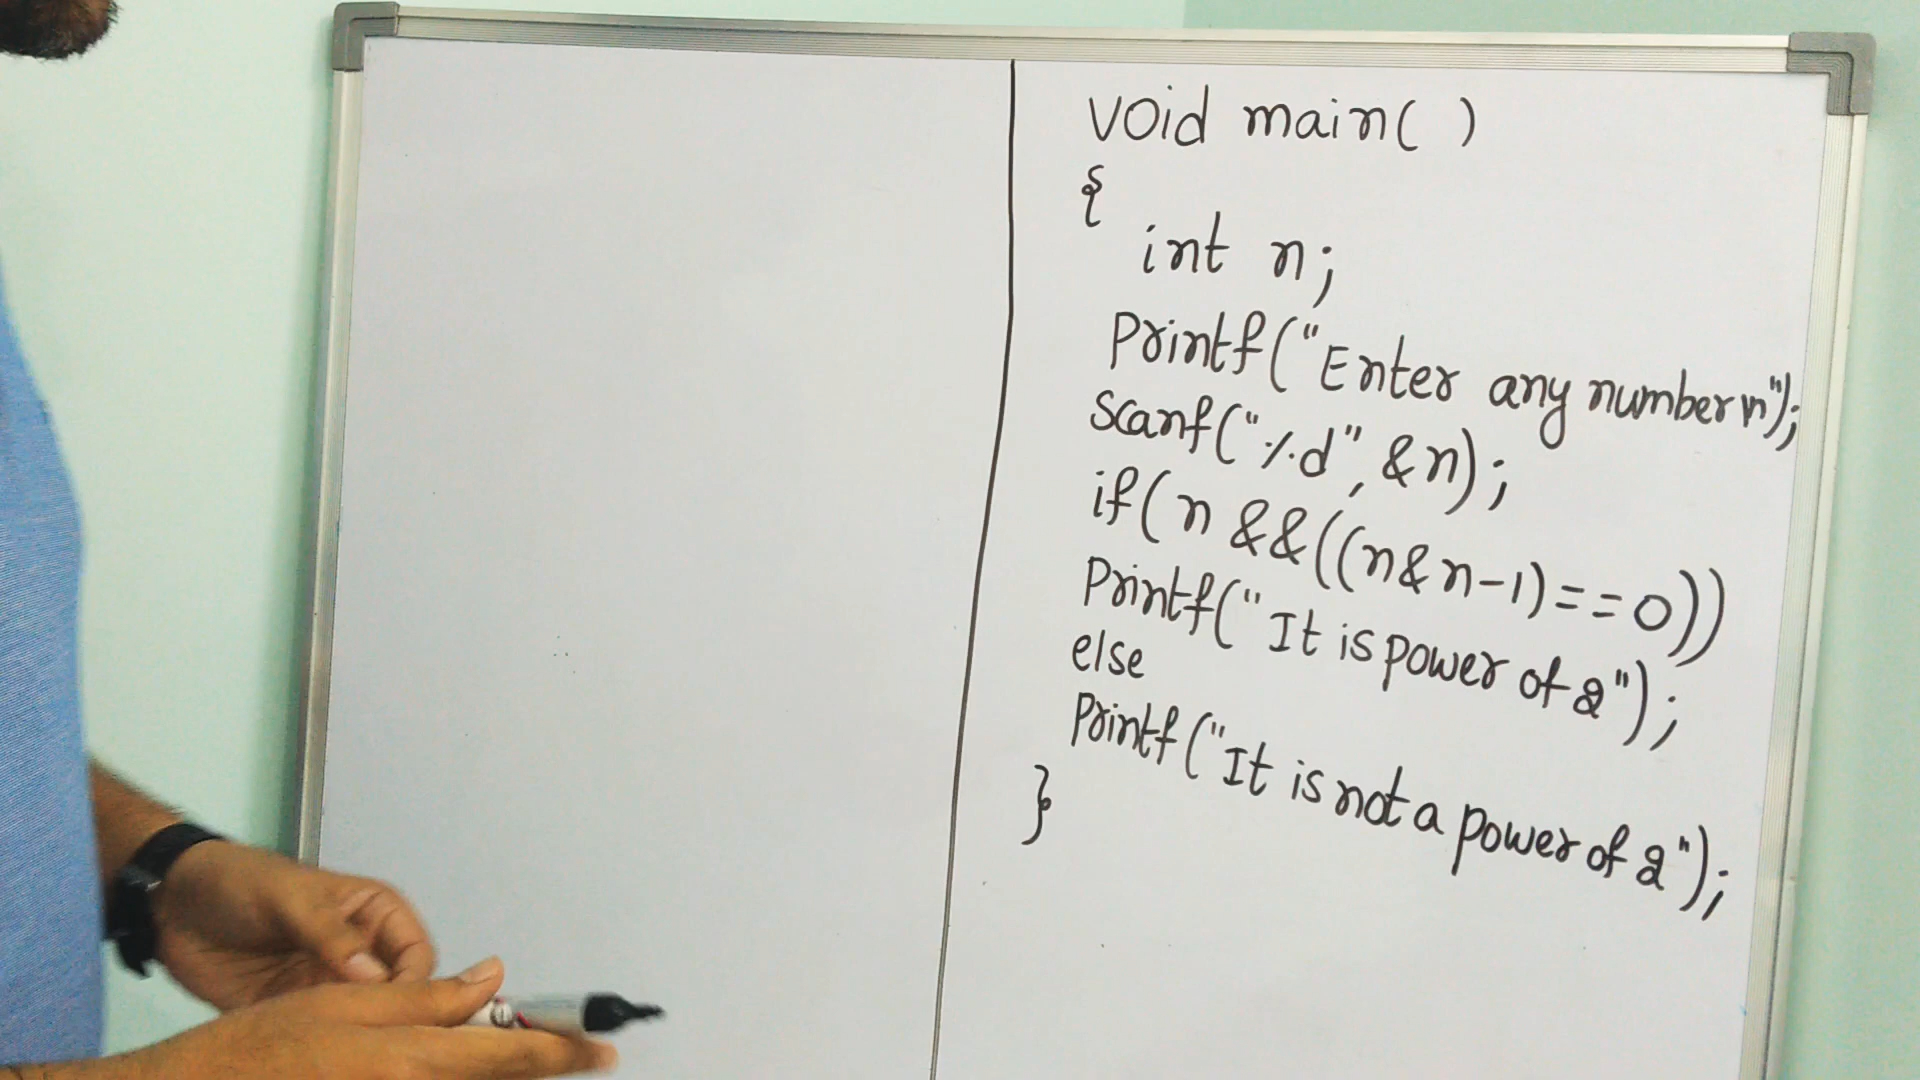 void main( )
{
int n;
Printf("Enter any number\n");
scanf("%d",&n);
if(n &&((n&n-1)==0))
Printf("It is power of 2");
else
Printf("It is not a power of 2");
}